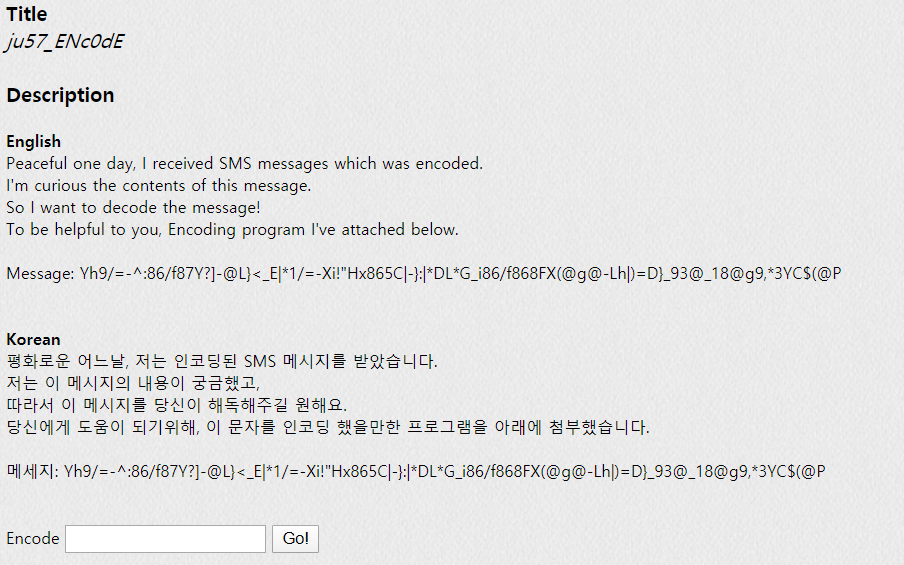 Title
ju57_ENc0dE
Description
English
Peaceful one day, I received SMS messages which was encoded.
I'm curious the contents of this message.
So I want to decode the message!
To be helpful to you, Encoding program I've attached below.
Message: Yh9/=-^:86/f87Y?]-@L}<_E|*1/=-Xi!"Hx865C|-}:|*DL*G_i86/f868FX(@g@-Lh|)=D}_93@_18@g9,*3YC$(@P
Korean
평화로운 어느날, 저는 인코딩된 SMS 메시지를 받았습니다.
저는 이 메시지의 내용이 궁금했고,
따라서 이 메시지를 당신이 해독해주길 원해요.
당신에게 도움이 되기위해, 이 문자를 인코딩 했을만한 프로그램을 아래에 첨부했습니다.
메세지: Yh9/=-^:86/f87Y?]-@L}<_E|*1/=-Xi!"Hx865C|-}:|*DL*G_i86/f868FX(@g@-Lh|)=D}_93@_18@g9,*3YC$(@P
Encode Go!